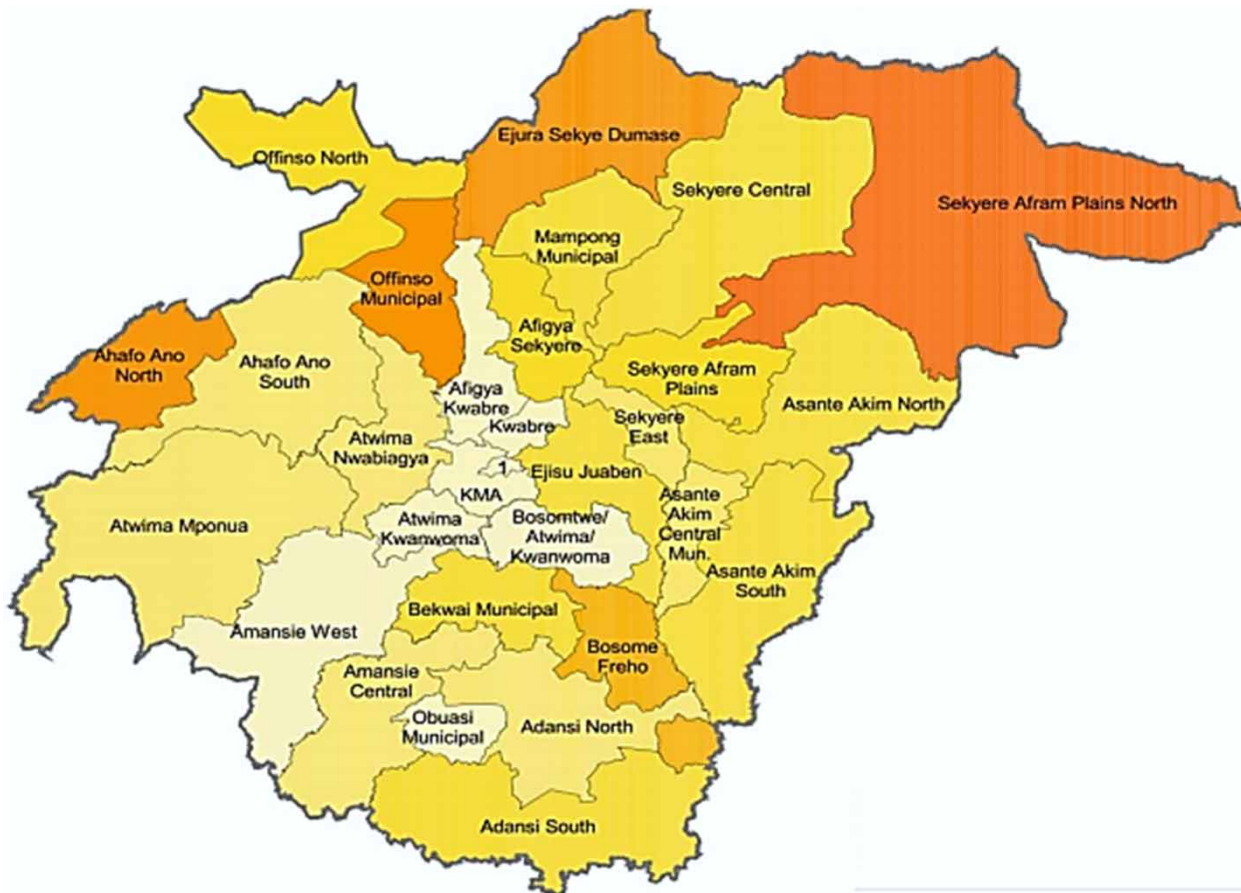 Ejura Sekye Dumase
Offinso North
Sekyere Central
Sekyere Afram Plains North
Mampong
Municipal
Offinso
Municipal
Afigya
Sekyere
Ahafo Ano
North
Ahafo Ano
South
Sekyere Afram
Plains
Afigya
Kwabre
Asante Akim North
Kwabre
Sekyere
East
Atwima
Nwabiagya
1
Ejisu Juaben
KMA
Asante
Akim
Central
Mun.
Atwima Mponua
Atwima
Kwanwoma
Bosomtwe/
Atwima/
Kwanwoma
Asante Akim
South
Bekwai Municipal
Amansie West
Bosome
Freho
Amansie
Central
Obuasi
Municipal
Adansi North
Adansi South